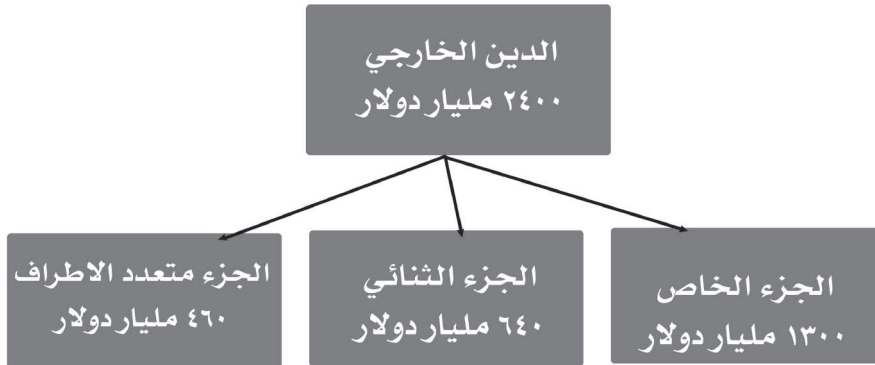 الدين الخارجي
٢٤٠٠ مليار دولار
الجزء الخاص
١٣٠٠ مليار دولار
الجزء الثنائي
٦٤٠ مليار دولار
الجزء متعدد الاطراف
٤٦٠ مليار دولار